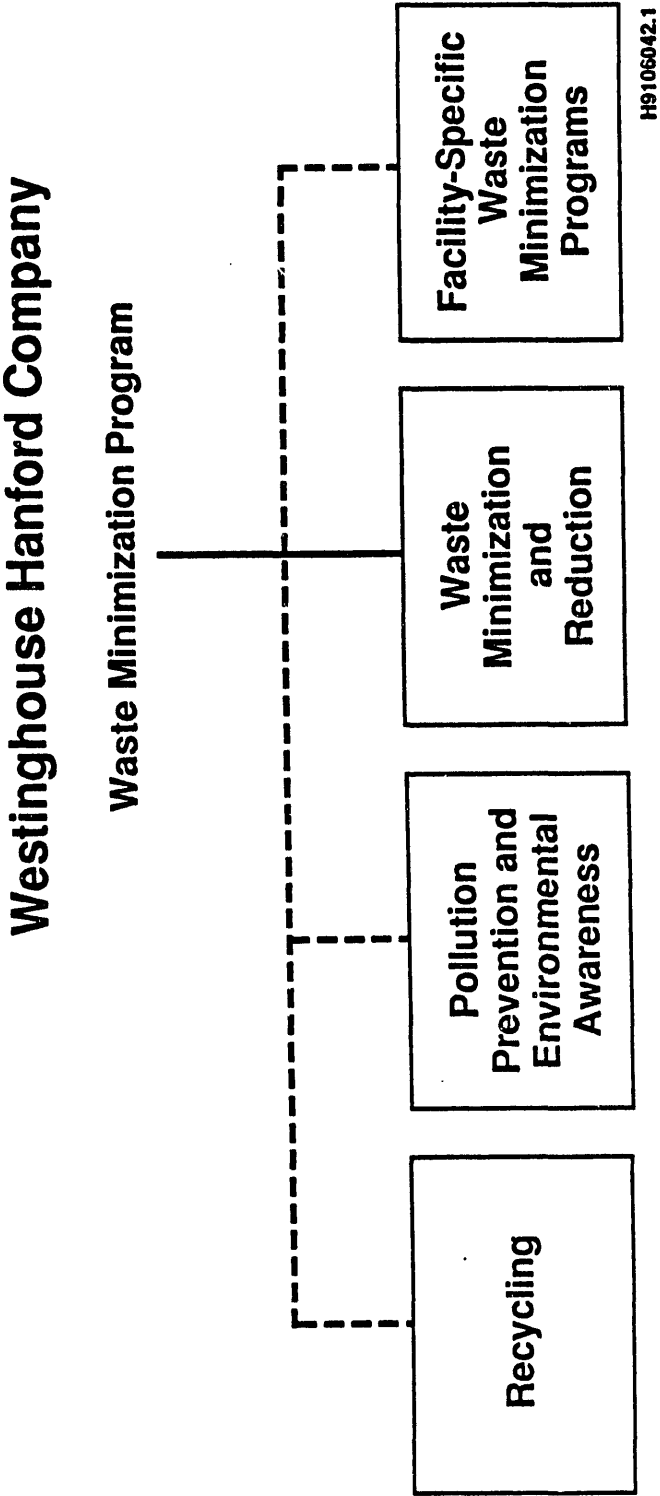 Westinghouse Hanford Company
Waste Minimization Program
Recycling
Pollution
Prevention and
Environmental
Awareness
Waste
Minimization
and
Reduction
Facility-Specific
Waste
Minimization
Programs
H9106042.1